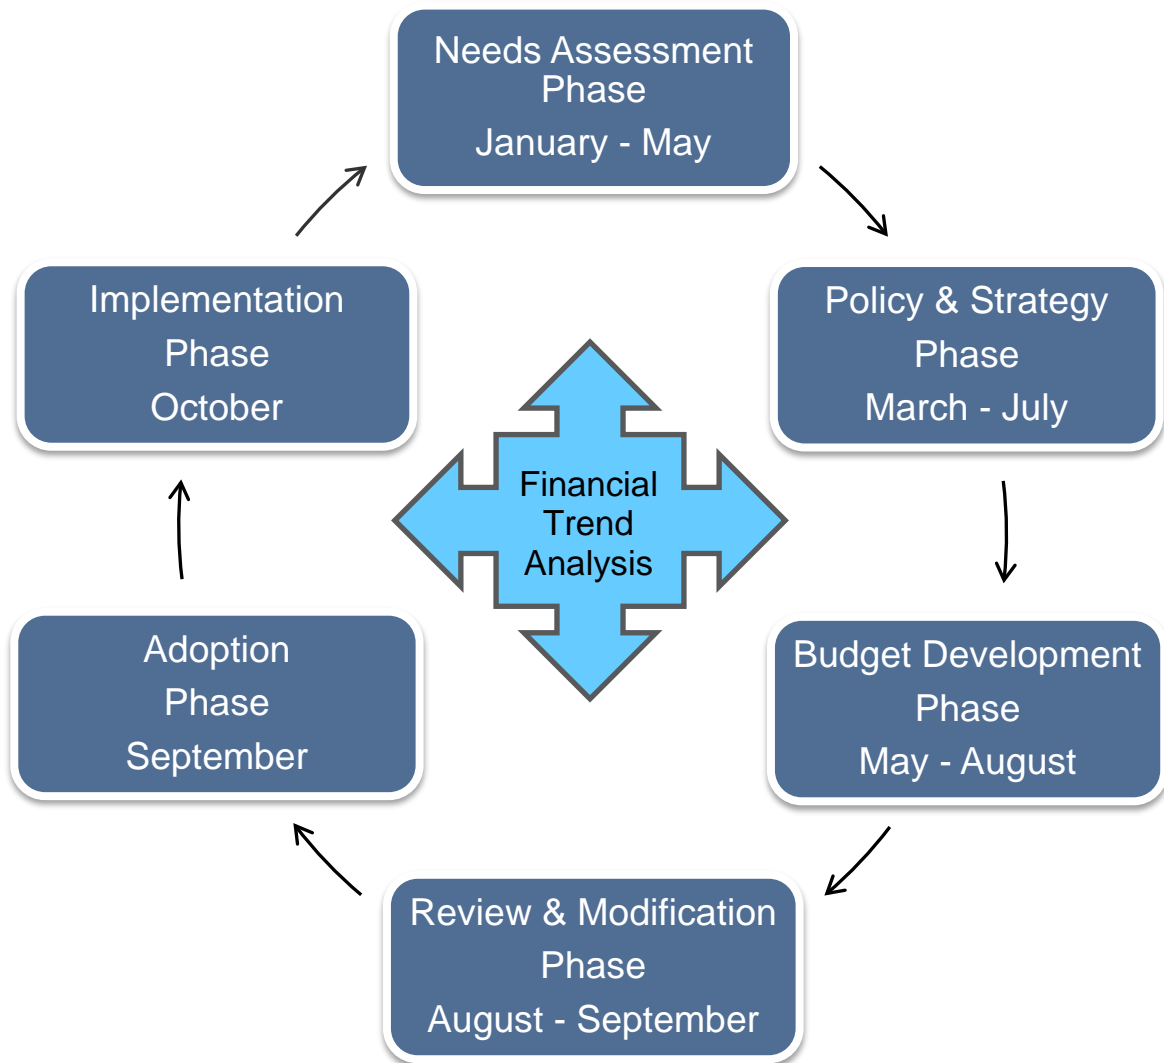 Needs Assessment
Phase
January - May
Policy & Strategy
Phase
March - July
Budget Development
Phase
May - August
Review & Modification
Phase
August - September
Adoption
Phase
September
Implementation
Phase
October
Financial
Trend
Analysis